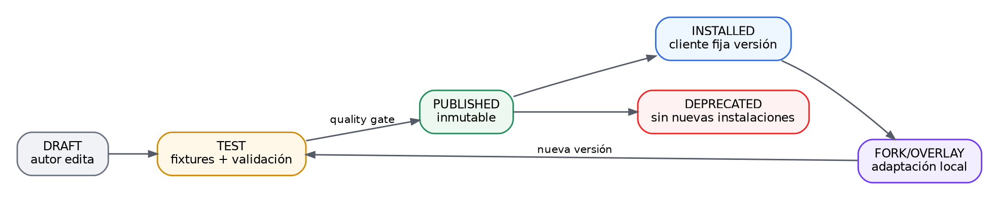 INSTALLED
cliente fija versión
PUBLISHED
inmutable
DEPRECATED
sin nuevas instalaciones
quality gate
DRAFT
autor edita
TEST
fixtures + validación
nueva versión
FORK/OVERLAY
adaptación local